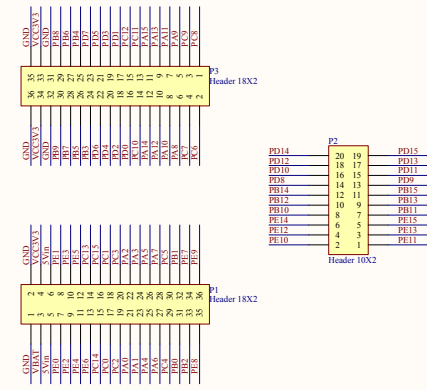 GND VCC3V3 GND PB8 PB6 PB4 PD7 PD5 PD3 PD1 PC12 PC11 PA15 PA13 PA11 PA9 PC9 PC8
P3
35 33 31 29 27 25 23 21 19 17 15 13 11 9 7 5 3 1
36 34 32 30 28 26 24 22 20 18 16 14 12 10 8 6 4 2
Header 18X2
GND VCC3V3 GND PB9 PB7 PB5 PB3 PD6 PD4 PD2 PD0 PC10 PA14 PA12 PA10 PA8 PC7 PC6
P2
PD14 20 19 PD15
PD12 18 17 PD13
PD10 16 15 PD11
PD8 14 13 PD9
PB14 12 11 PB15
PB12 10 9 PB13
PB10 8 7 PB11
PE14 6 5 PE15
PE12 4 3 PE13
PE10 2 1 PE11
Header 10X2
GND VCC3V3 5Vin PE1 PE3 PE5 PC13 PC15 PC1 PA2 PA3 PA5 PA7 PC5 PB1 PE7 PE9
P1
2 4 6 8 10 12 14 16 18 20 22 24 26 28 30 32 34 36
1 3 5 7 9 11 13 15 17 19 21 23 25 27 29 31 33 35
Header 18X2
GND VBAT 5Vin PE0 PE2 PE4 PE6 PC14 PC0 PA0 PA1 PA4 PA6 PC4 PB0 PB2 PE8